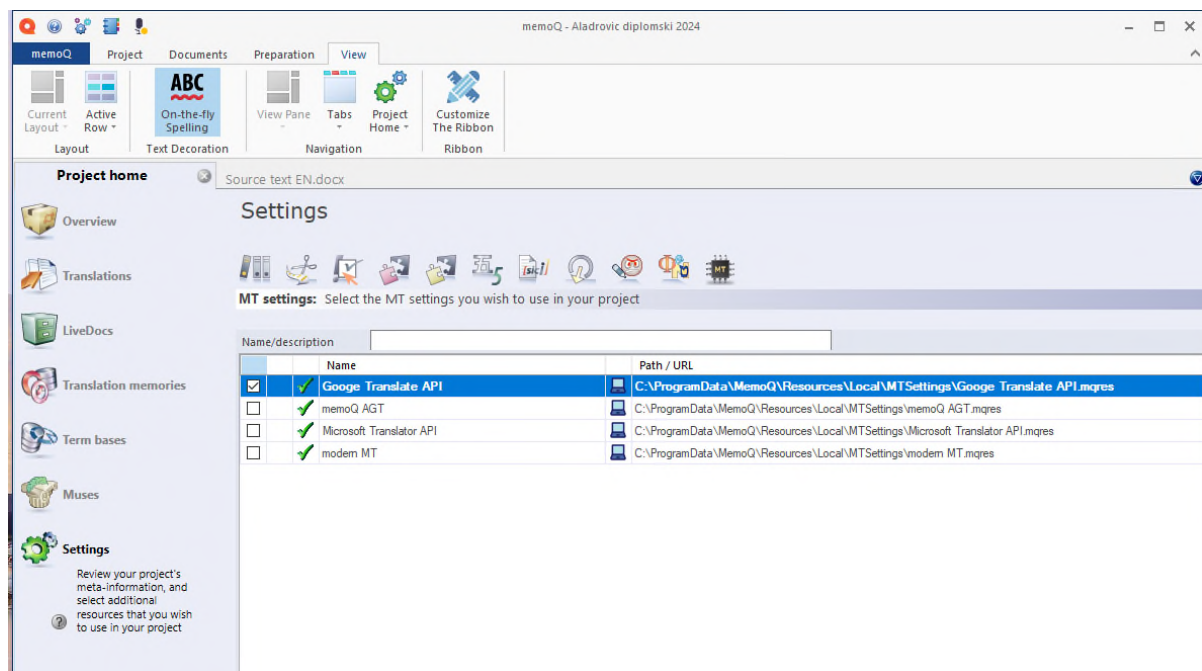 memoQ - Aladrovic diplomski 2024
memoQ Project Documents Preparation View
ABC
Current Layout
Active Row
On-the-fly Spelling
View Pane
Tabs
Project Home
Customize The Ribbon
Layout Text Decoration Navigation Ribbon
Project home
Source text EN.docx
Overview
Translations
LiveDocs
Translation memories
Term bases
Muses
Settings
Review your project's
meta-information, and
select additional
resources that you wish
to use in your project
Settings
[sic]
5
MT
MT settings: Select the MT settings you wish to use in your project
Name/description
Name Path / URL
Googe Translate API C:\ProgramData\MemoQ\Resources\Local\MTSettings\Googe Translate API.mqres
memoQ AGT C:\ProgramData\MemoQ\Resources\Local\MTSettings\memoQ AGT.mqres
Microsoft Translator API C:\ProgramData\MemoQ\Resources\Local\MTSettings\Microsoft Translator API.mqres
modern MT C:\ProgramData\MemoQ\Resources\Local\MTSettings\modern MT.mqres